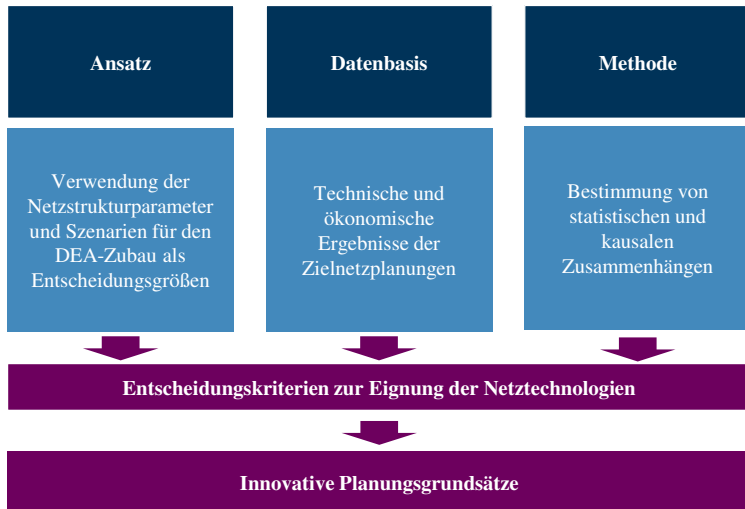 Ansatz
Datenbasis
Methode
Verwendung der
Netzstrukturparameter
und Szenarien für den
DEA-Zubau als
Entscheidungsgrößen
Technische und
ökonomische
Ergebnisse der
Zielnetzplanungen
Bestimmung von
statistischen und
kausalen
Zusammenhängen
Entscheidungskriterien zur Eignung der Netztechnologien
Innovative Planungsgrundsätze